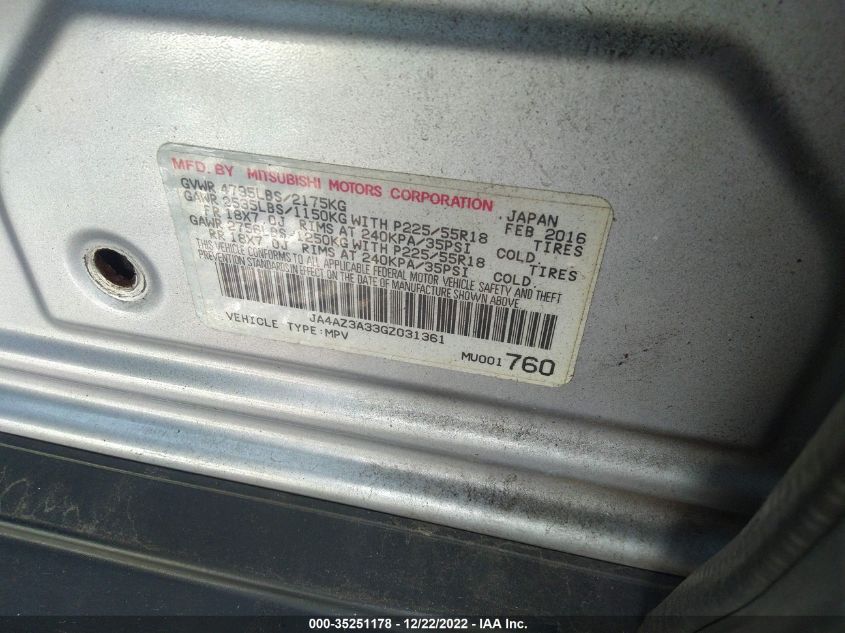 MFD. BY MITSUBISHI MOTORS CORPORATION JAPAN
GVWR 4795LBS/2175KG FEB 2016
GAWR 2535LBS/1150KG WITH P225/55R18 TIRES
FR 18X7.0J RIMS AT 240KPA/35PSI COLD.
GAWR 2756LBS/1250KG WITH P225/55R18 TIRES
RR 18X7.0J RIMS AT 240KPA/35PSI COLD.
THIS VEHICLE CONFORMS TO ALL APPLICABLE FEDERAL MOTOR VEHICLE SAFETY AND THEFT
PREVENTION STANDARDS IN EFFECT ON THE DATE OF MANUFACTURE SHOWN ABOVE.
JA4AZ3A33GZ031361
VEHICLE TYPE:MPV
MU001760
000-35251178 - 12/22/2022 - IAA Inc.